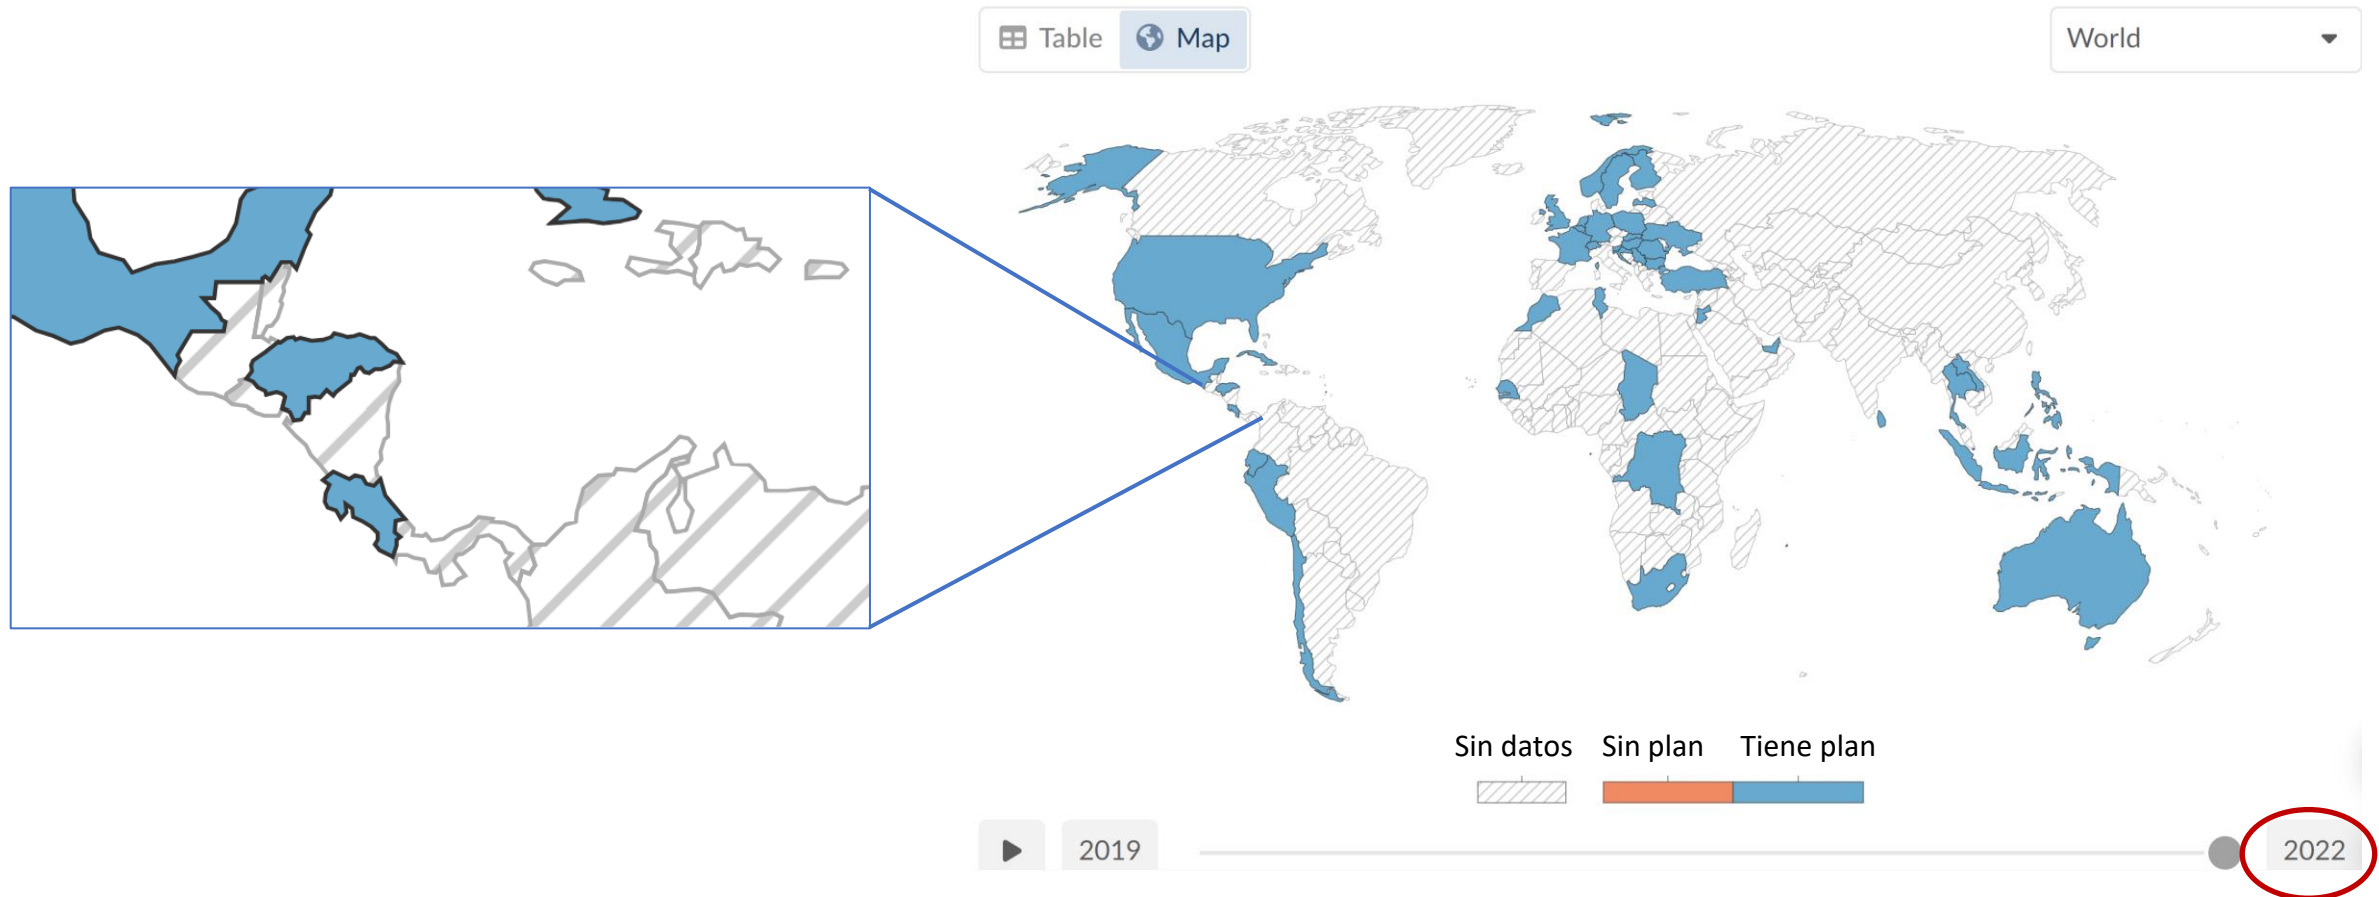 Table Map World
Sin datos Sin plan Tiene plan
2019 2022